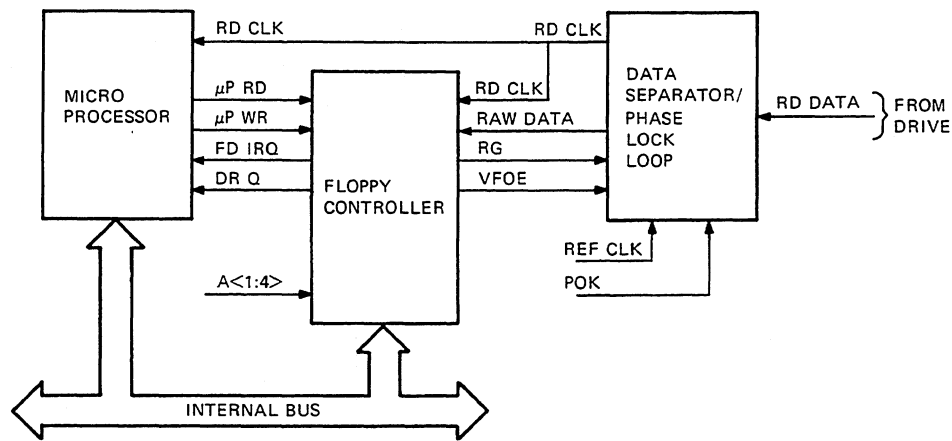 RD CLK
RD CLK
MICRO
PROCESSOR
μP RD
μP WR
FD IRQ
DR Q
FLOPPY
CONTROLLER
RD CLK
RAW DATA
RG
VFOE
DATA
SEPARATOR/
PHASE
LOCK
LOOP
RD DATA
FROM
DRIVE
REF CLK
POK
A<1:4>
INTERNAL BUS